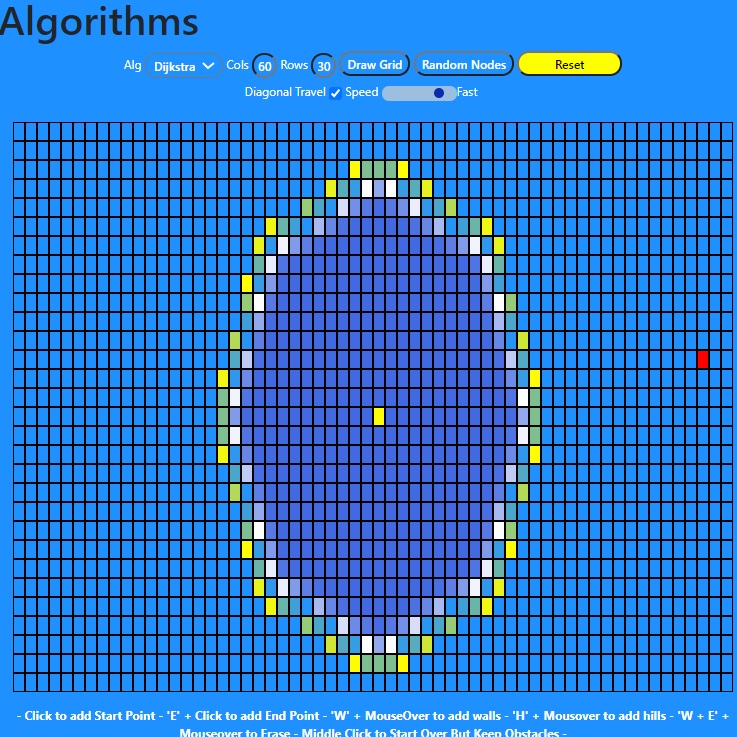 Algorithms
Alg Dijkstra Cols 60 Rows 30 Draw Grid Random Nodes Reset
Diagonal Travel Speed Fast
- Click to add Start Point - 'E' + Click to add End Point - 'W' + MouseOver to add walls - 'H' + Mousover to add hills - 'W + E' +
Mouseover to Erase - Middle Click to Start Over But Keep Obstacles -